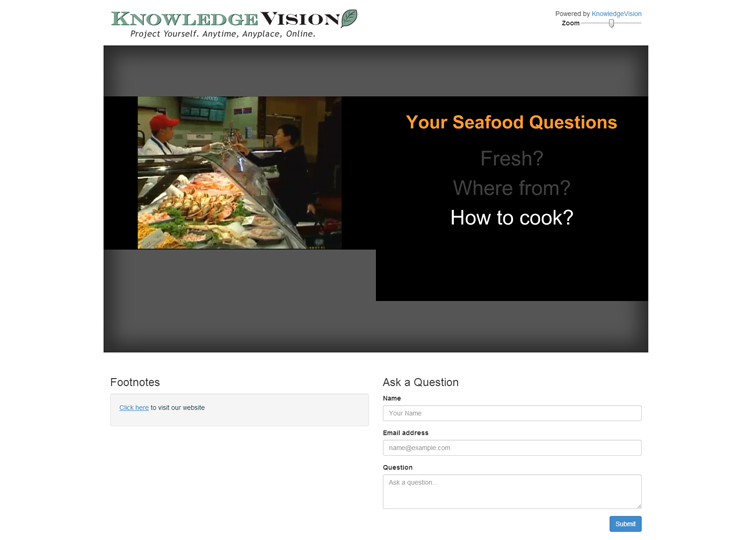 KNOWLEDGEVISION
Project Yourself. Anytime, Anyplace, Online.
Powered by KnowledgeVision
Zoom
Your Seafood Questions
Fresh?
Where from?
How to cook?
Footnotes
Click here to visit our website
Ask a Question
Name
Your Name
Email address
name@example.com
Question
Ask a question...
Submit